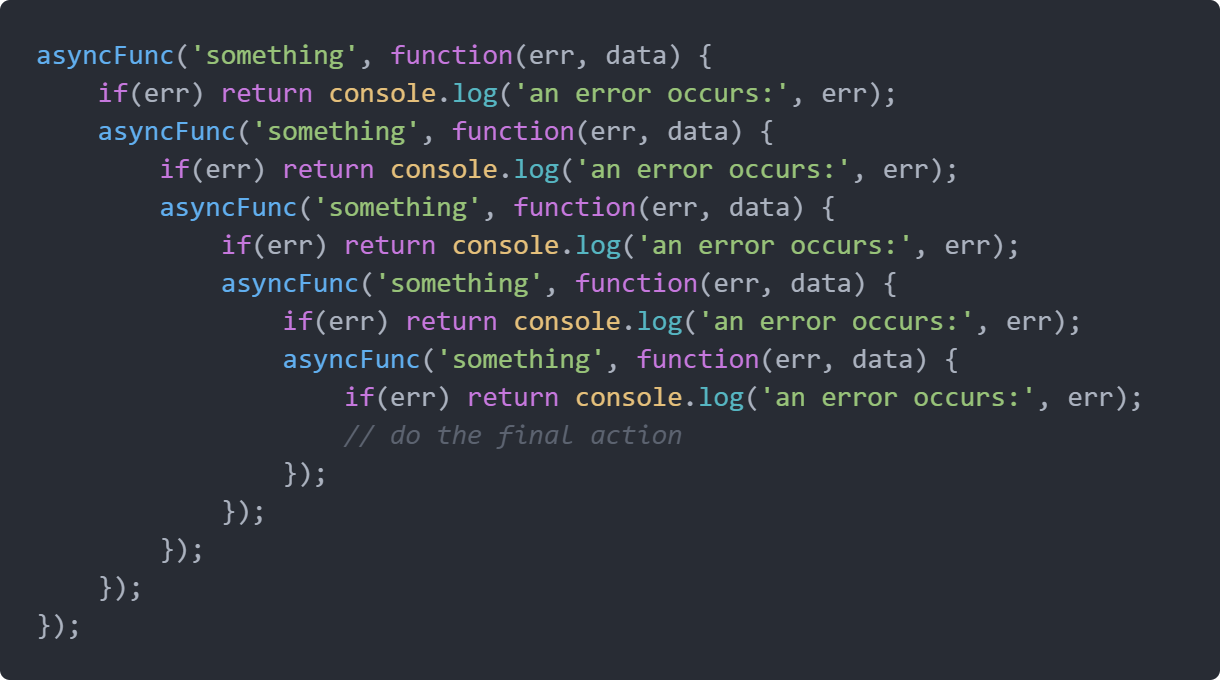 asyncFunc('something', function(err, data) {
    if(err) return console.log('an error occurs:', err);
    asyncFunc('something', function(err, data) {
        if(err) return console.log('an error occurs:', err);
        asyncFunc('something', function(err, data) {
            if(err) return console.log('an error occurs:', err);
            asyncFunc('something', function(err, data) {
                if(err) return console.log('an error occurs:', err);
                asyncFunc('something', function(err, data) {
                    if(err) return console.log('an error occurs:', err);
                    // do the final action
                });
            });
        });
    });
});